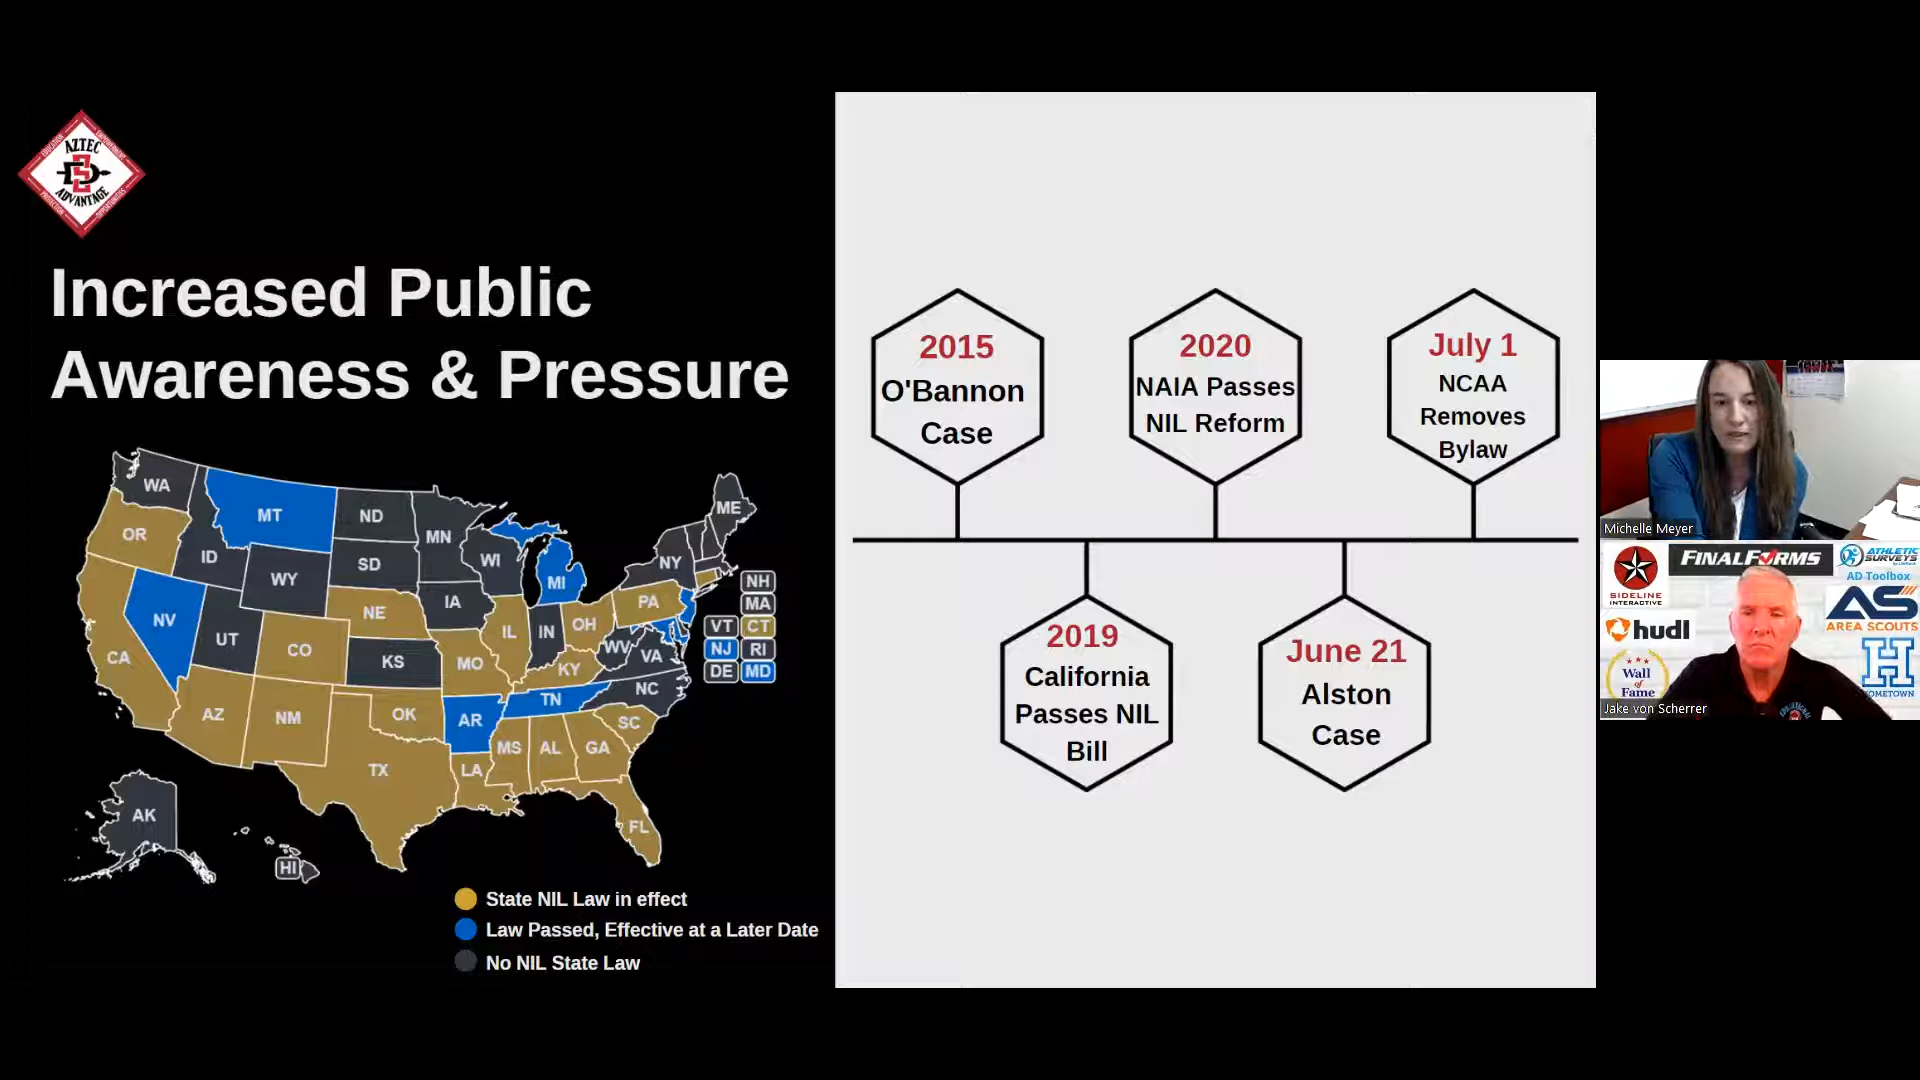 EDUCATION
EMPOWERMENT
AZTEC
SD
ADVANTAGE
PROTECTION
OPPORTUNITIES
Increased Public
Awareness & Pressure
WA
MT
ND
MN
ME
OR
ID
SD
WI
NY
WY
MI
NH
NV
NE
IA
PA
MA
UT
CO
IL
IN
OH
VT
CT
CA
KS
MO
WV
VA
NJ
RI
KY
DE
MD
AZ
NM
OK
AR
TN
NC
SC
TX
MS
AL
GA
LA
FL
AK
HI
State NIL Law in effect
Law Passed, Effective at a Later Date
No NIL State Law
2015
O'Bannon
Case
2020
NAIA Passes
NIL Reform
July 1
NCAA
Removes
Bylaw
2019
California
Passes NIL
Bill
June 21
Alston
Case
Michelle Meyer
SIDELINE
INTERACTIVE
FINALFORMS
ATHLETIC
SURVEYS
AD Toolbox
hudl
AS
AREA SCOUTS
Wall
of
Fame
H
HOMETOWN
Jake von Scherrer